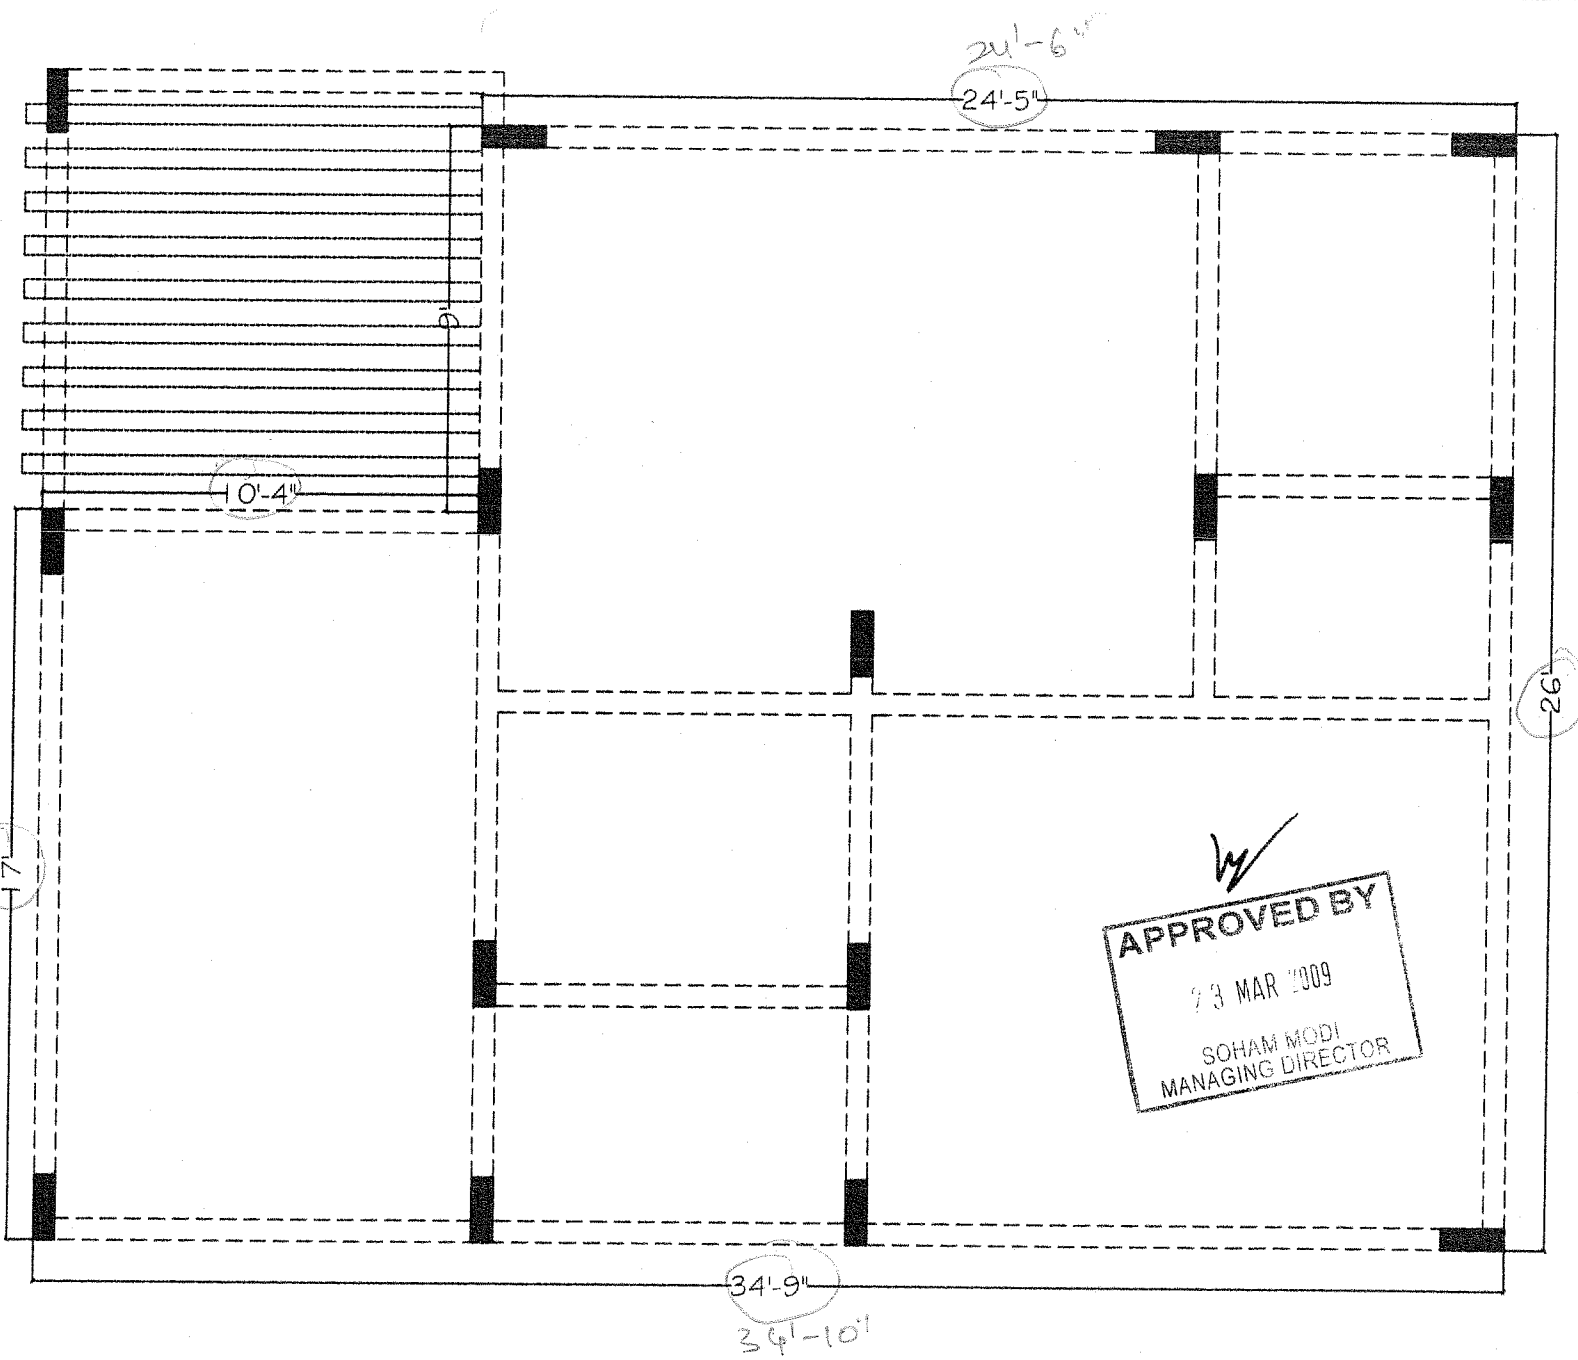 24'-6"
24'-5"
9'
10'-4"
26'
17'
APPROVED BY
23 MAR 2009
SOHAM MODI
MANAGING DIRECTOR
34'-9"
34'-10"